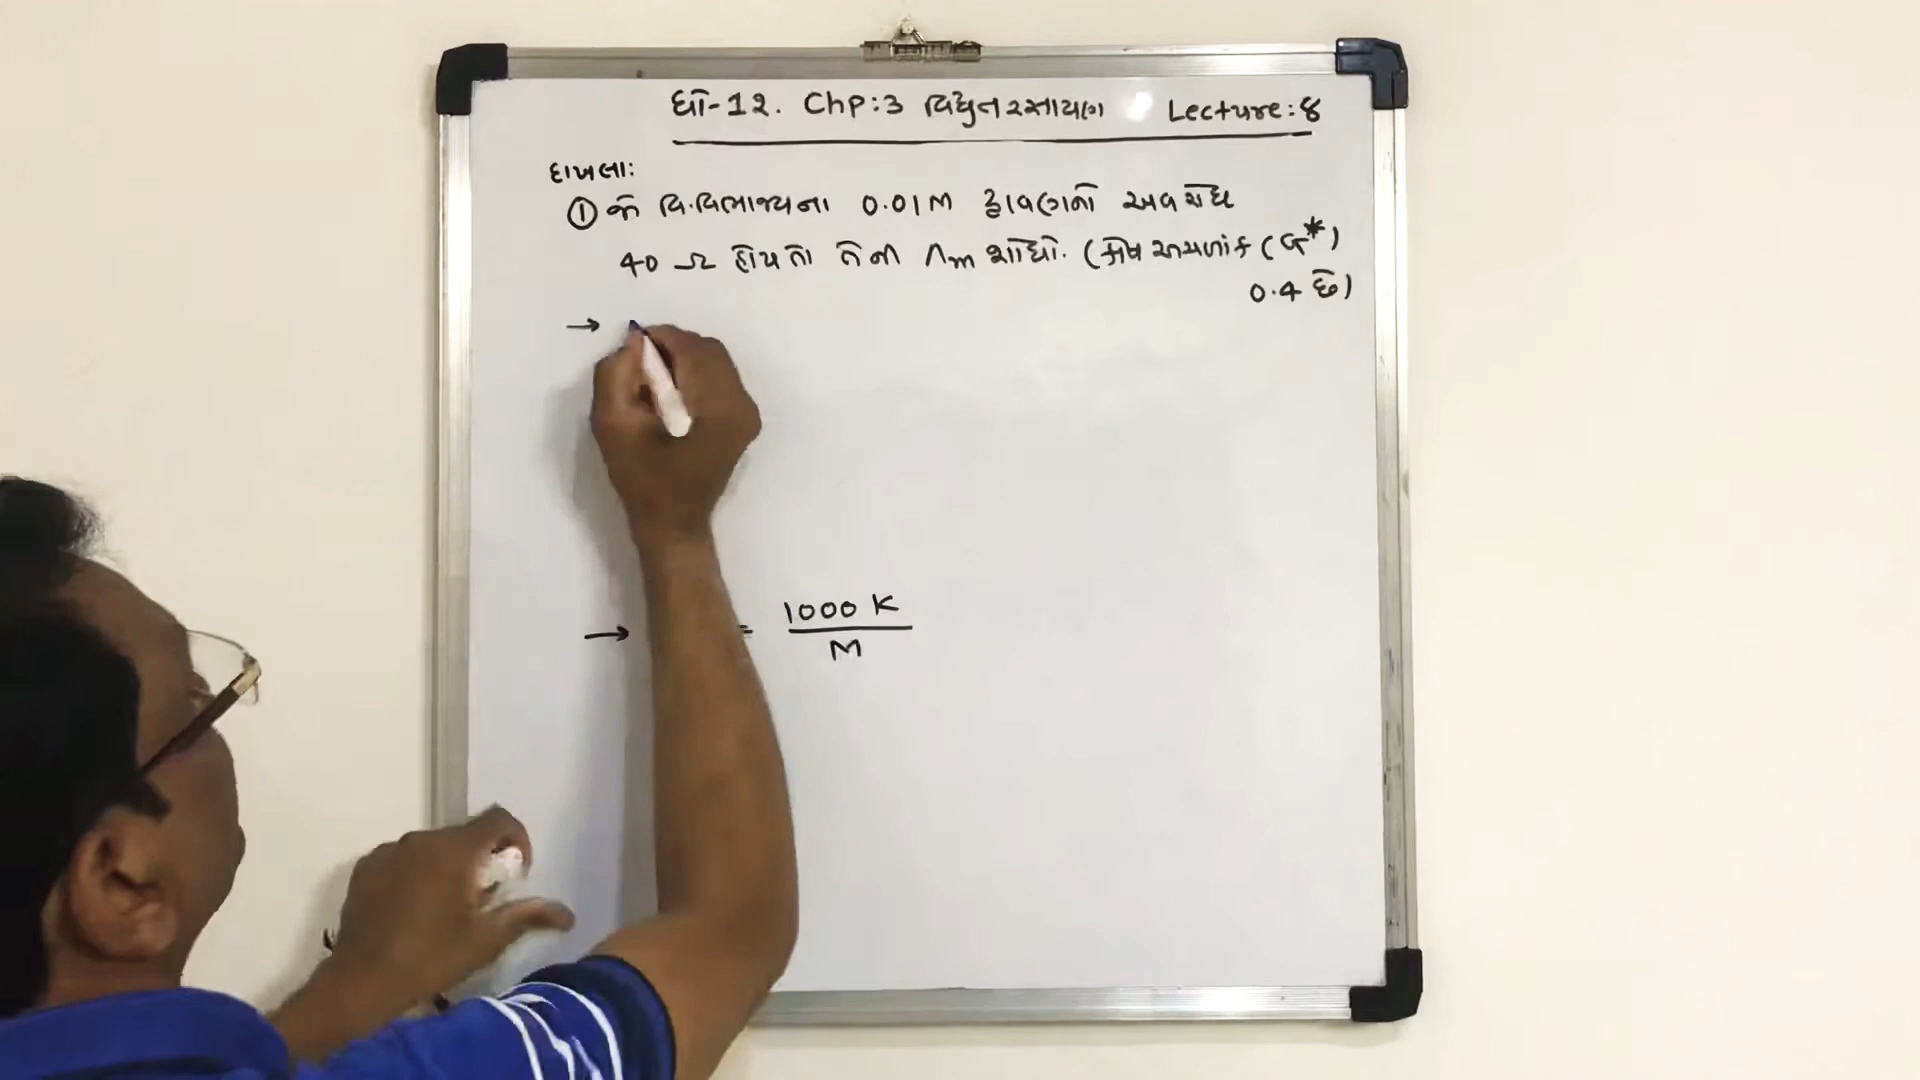 ધો-12. Chp:3 વિદ્યુતરસાયણ Lecture:8
દાખલા:
① જો વિ.વિભાજ્યના 0.01M દ્રાવણનો અવરોધ
40 Ω હોય તો તેની Λm શોધો. (કોષ અચળાંક (G*)
0.4 છે)
→
→ = 1000 K
M